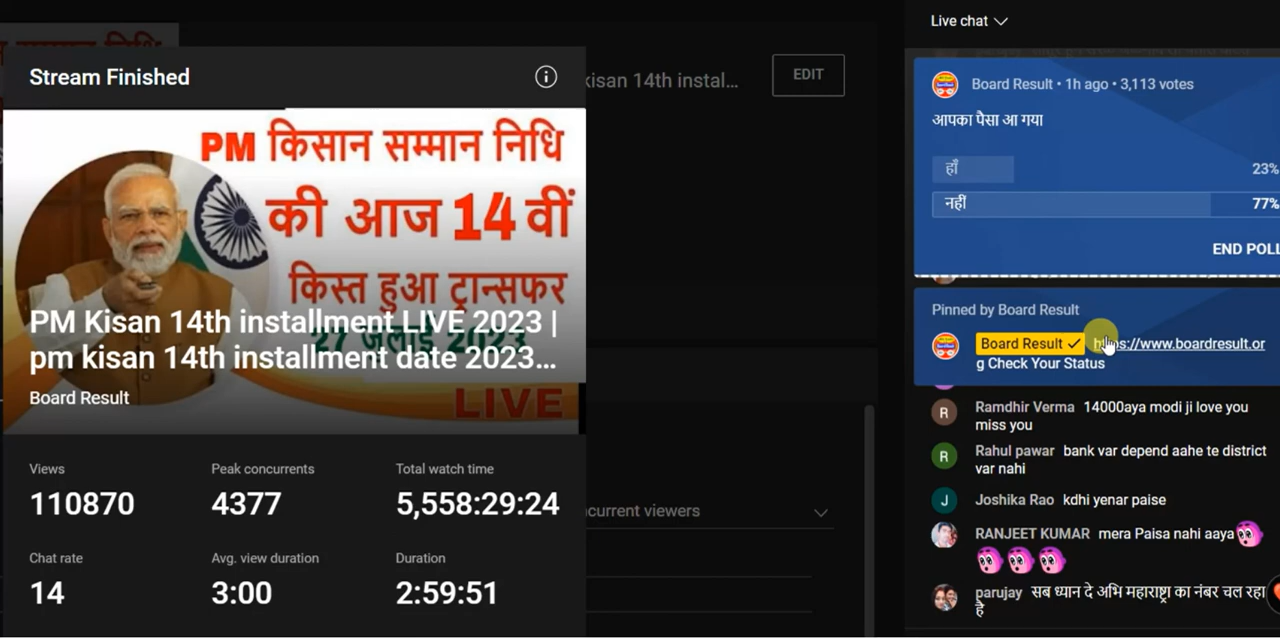 Stream Finished
PM किसान सम्मान निधि
की आज 14 वीं
किस्त हुआ ट्रान्सफर
27 जुलाई 2023
PM Kisan 14th installment LIVE 2023 |
pm kisan 14th installment date 2023...
Board Result
LIVE
Views
Peak concurrents
Total watch time
110870
4377
5,558:29:24
Chat rate
Avg. view duration
Duration
14
3:00
2:59:51
kisan 14th instal...
EDIT
current viewers
Live chat
Board Result • 1h ago • 3,113 votes
आपका पैसा आ गया
हाँ
23%
नहीं
77%
END POLL
Pinned by Board Result
Board Result ✓ https://www.boardresult.or
g Check Your Status
Ramdhir Verma 14000aya modi ji love you
miss you
Rahul pawar bank var depend aahe te district
var nahi
Joshika Rao kdhi yenar paise
RANJEET KUMAR mera Paisa nahi aaya
parujay सब ध्यान दे अभि महाराष्ट्रा का नंबर चल रहा
है